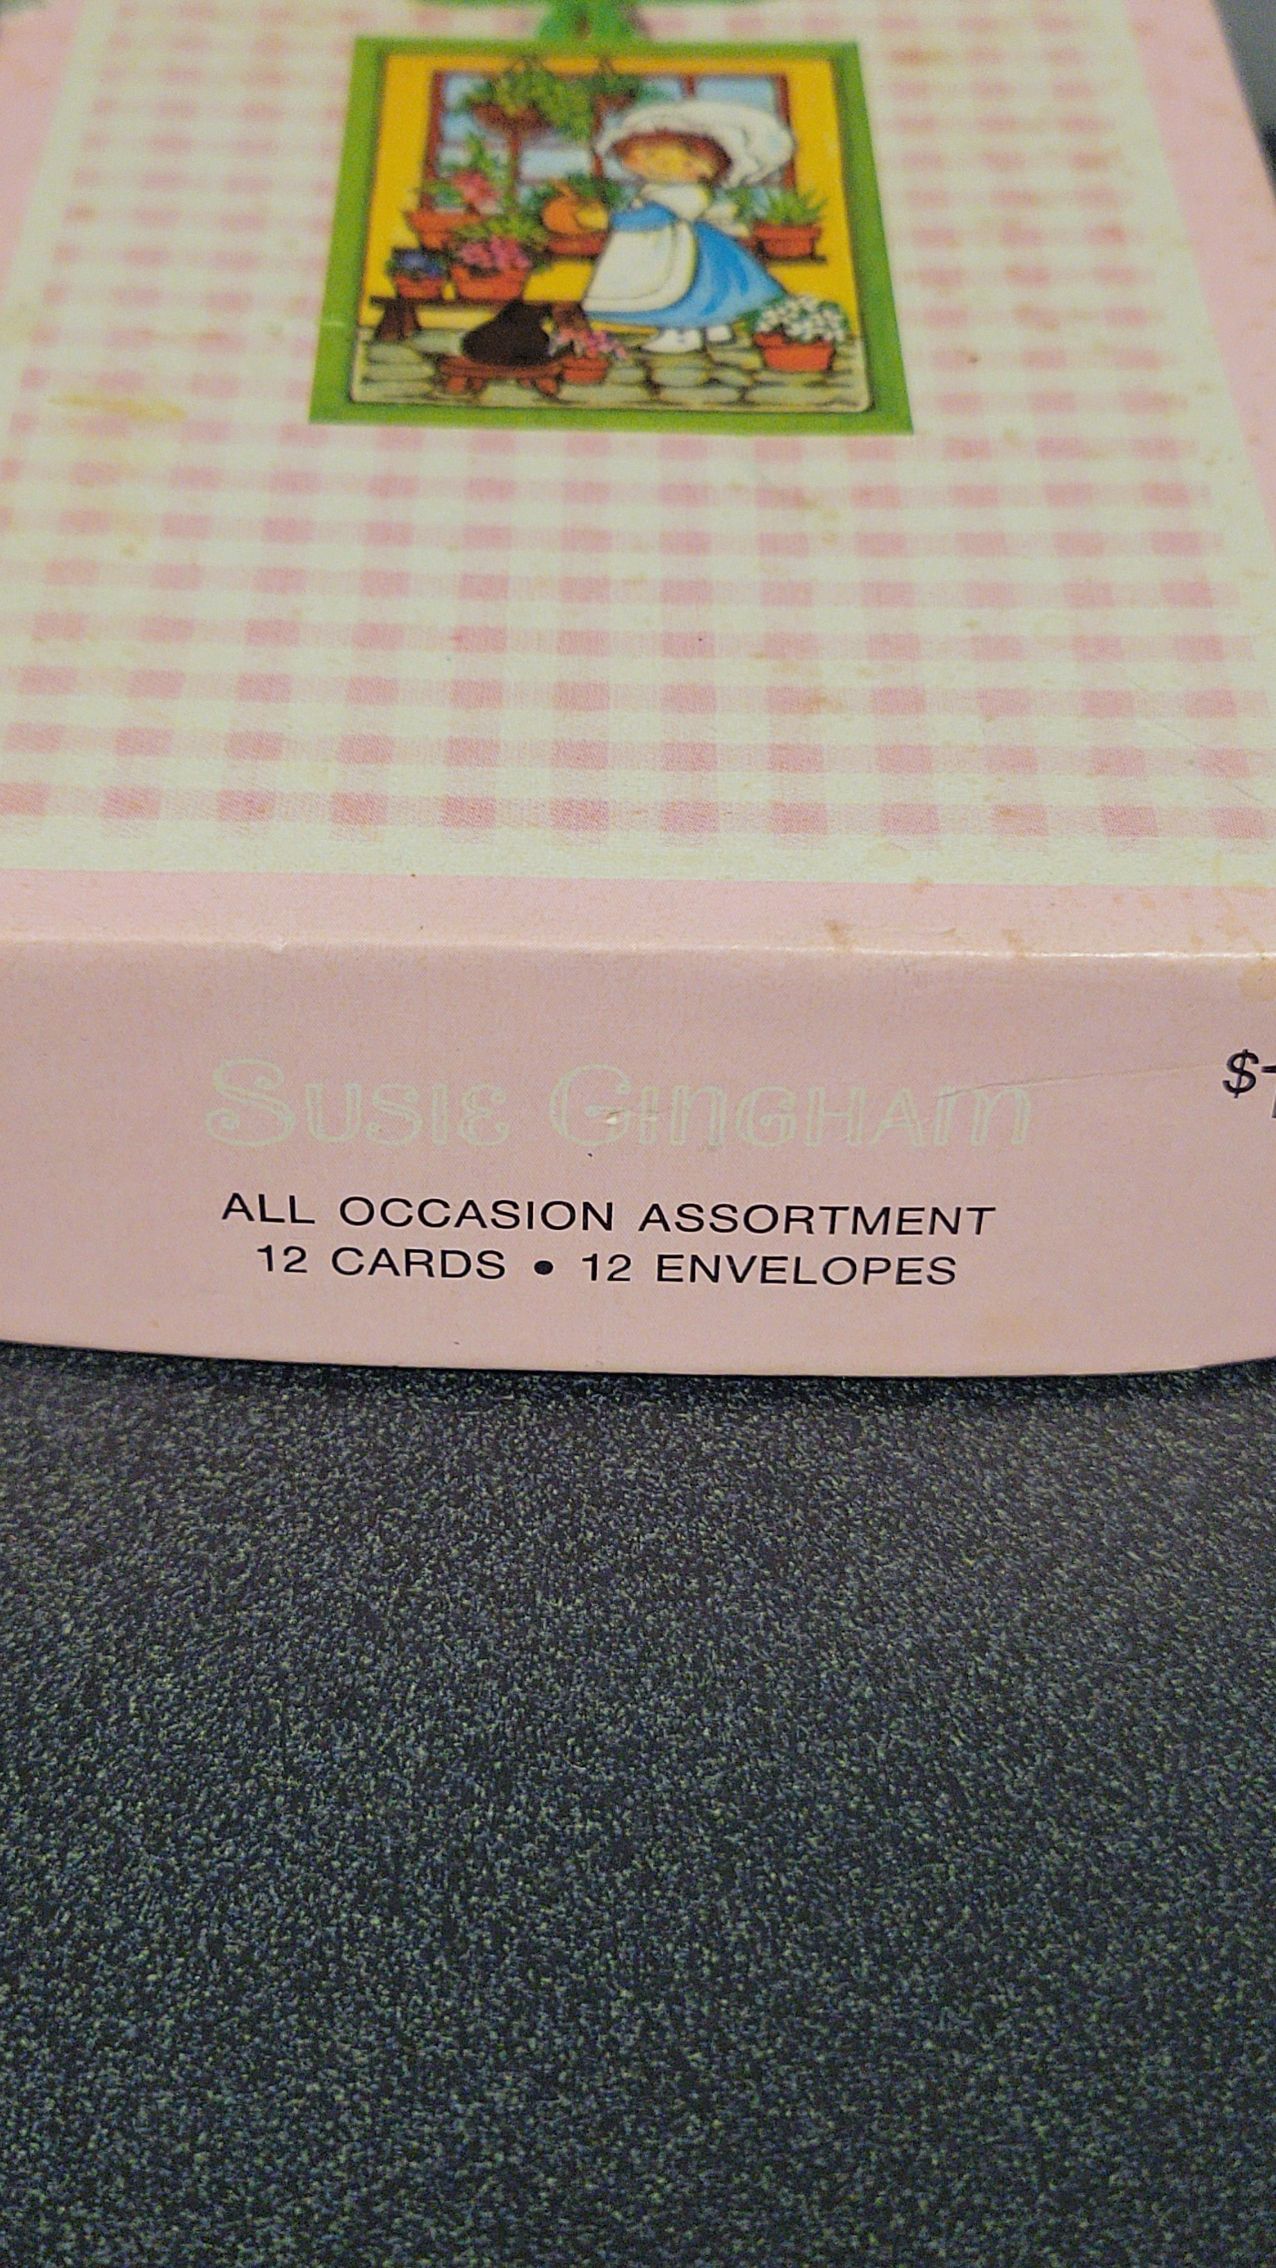 SUSIE GINGHAM
$
ALL OCCASION ASSORTMENT
12 CARDS • 12 ENVELOPES